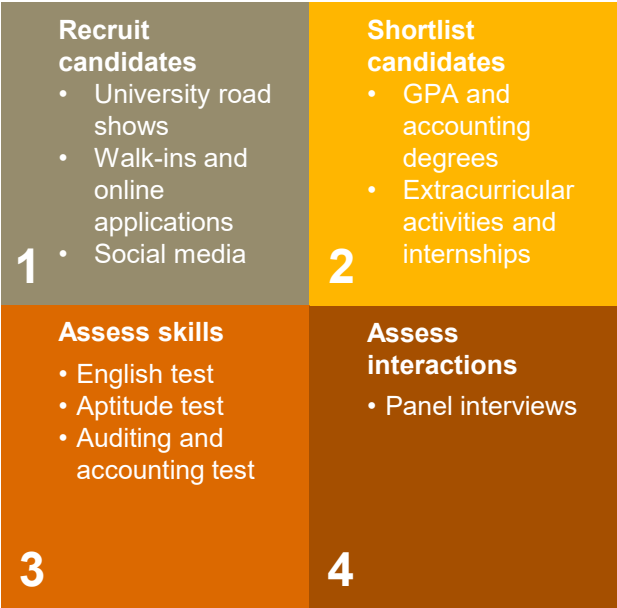 Recruit
candidates
• University road
shows
• Walk-ins and
online
applications
• Social media
1
Shortlist
candidates
• GPA and
accounting
degrees
• Extracurricular
activities and
internships
2
Assess skills
• English test
• Aptitude test
• Auditing and
accounting test
3
Assess
interactions
• Panel interviews
4